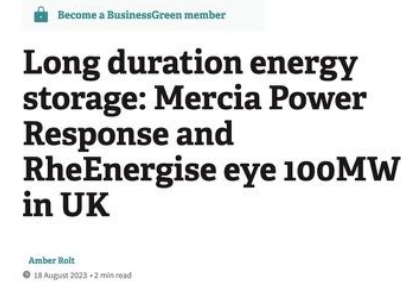 Become a BusinessGreen member
Long duration energy
storage: Mercia Power
Response and
RheEnergise eye 100MW
in UK
Amber Rolt
18 August 2023 • 2 min read